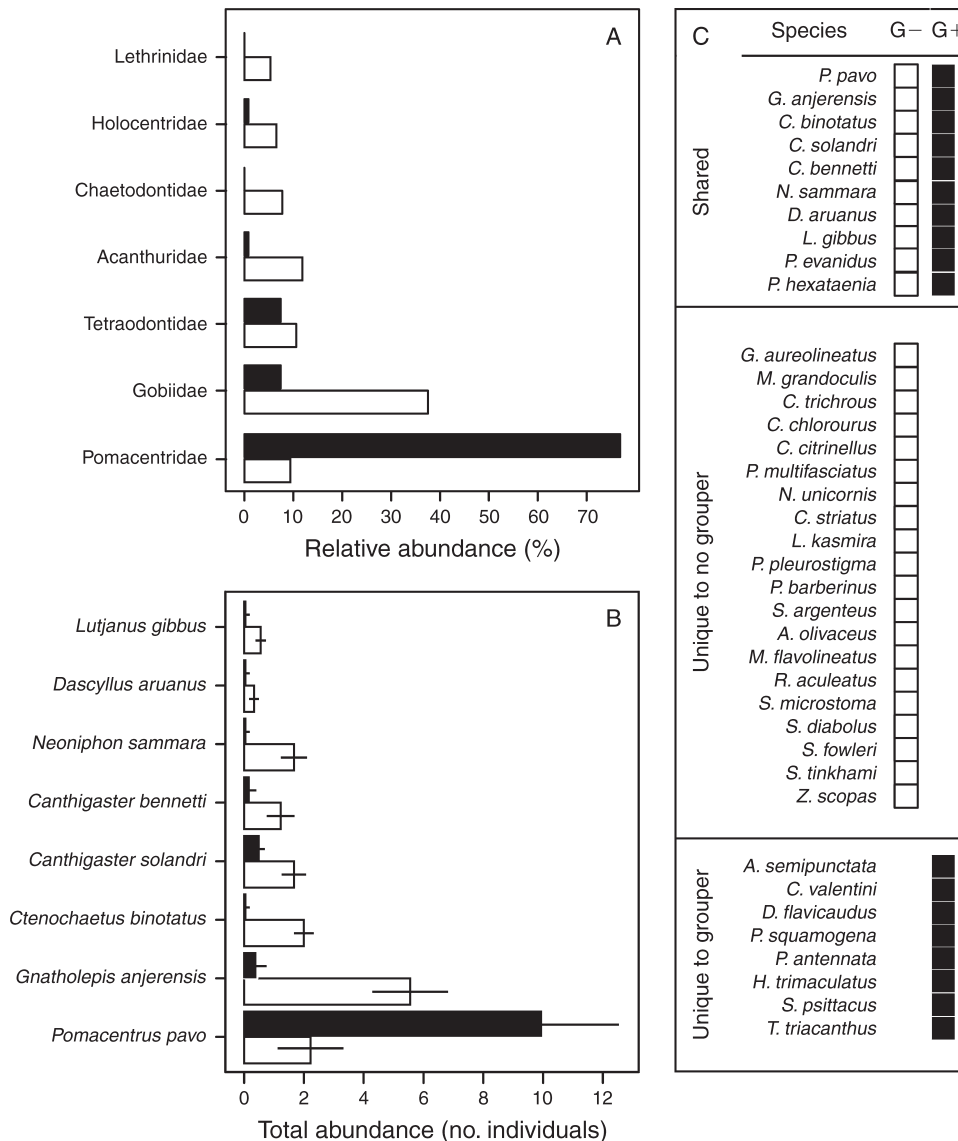 A
Lethrinidae
Holocentridae
Chaetodontidae
Acanthuridae
Tetraodontidae
Gobiidae
Pomacentridae
0 10 20 30 40 50 60 70
Relative abundance (%)
B
Lutjanus gibbus
Dascyllus aruanus
Neoniphon sammara
Canthigaster bennetti
Canthigaster solandri
Ctenochaetus binotatus
Gnatholepis anjerensis
Pomacentrus pavo
0 2 4 6 8 10 12
Total abundance (no. individuals)
C Species G− G+
Shared
P. pavo
G. anjerensis
C. binotatus
C. solandri
C. bennetti
N. sammara
D. aruanus
L. gibbus
P. evanidus
P. hexataenia
Unique to no grouper
G. aureolineatus
M. grandoculis
C. trichrous
C. chlorourus
C. citrinellus
P. multifasciatus
N. unicornis
C. striatus
L. kasmira
P. pleurostigma
P. barberinus
S. argenteus
A. olivaceus
M. flavolineatus
R. aculeatus
S. microstoma
S. diabolus
S. fowleri
S. tinkhami
Z. scopas
Unique to grouper
A. semipunctata
C. valentini
D. flavicaudus
P. squamogena
P. antennata
H. trimaculatus
S. psittacus
T. triacanthus